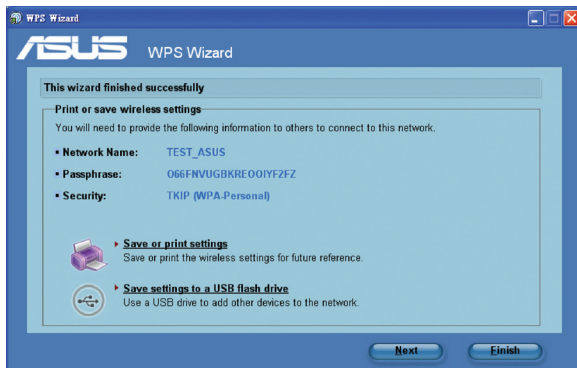 WPS Wizard
ASUS WPS Wizard
This wizard finished successfully
Print or save wireless settings
You will need to provide the following information to others to connect to this network.
▪ Network Name: TEST_ASUS
▪ Passphrase: O66FNVUGBKREOOIYF2FZ
▪ Security: TKIP (WPA-Personal)
Save or print settings
Save or print the wireless settings for future reference.
Save settings to a USB flash drive
Use a USB drive to add other devices to the network.
Next Finish